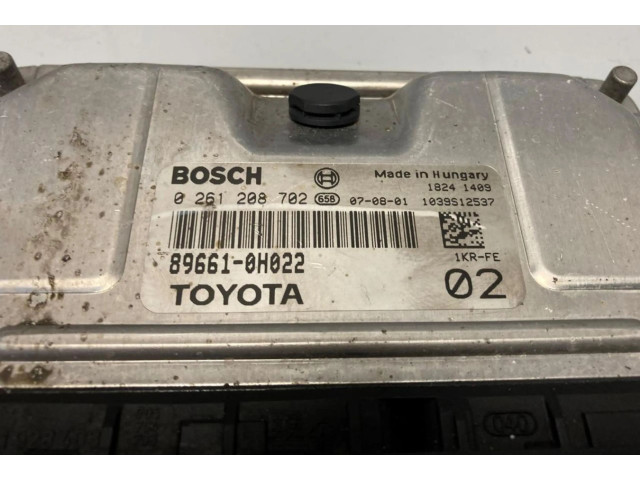 BOSCH Made in Hungary
1824 1409
0 261 208 702 65B 07-08-01 1039S12537
89661-0H022 1KR-FE
TOYOTA 02